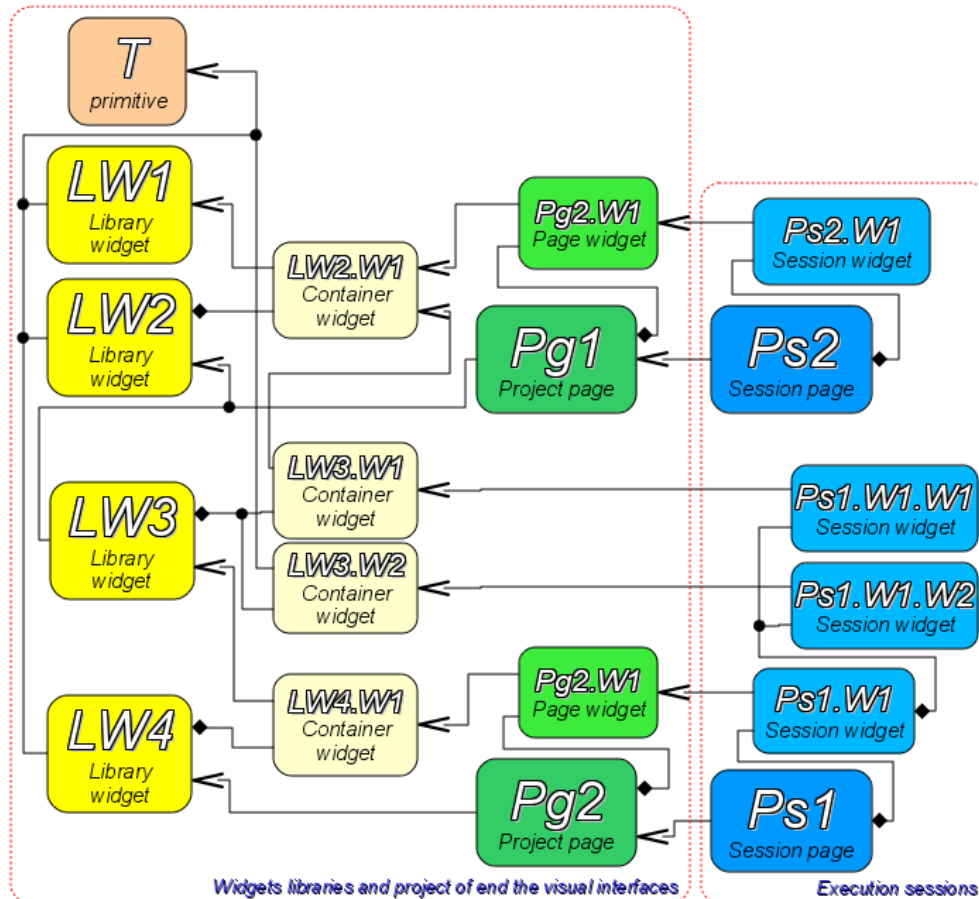 T
primitive
LW1
Library
widget
LW2
Library
widget
LW3
Library
widget
LW4
Library
widget
LW2.W1
Container
widget
LW3.W1
Container
widget
LW3.W2
Container
widget
LW4.W1
Container
widget
Pg2.W1
Page widget
Pg1
Project page
Pg2.W1
Page widget
Pg2
Project page
Widgets libraries and project of end the visual interfaces
Ps2.W1
Session widget
Ps2
Session page
Ps1.W1.W1
Session widget
Ps1.W1.W2
Session widget
Ps1.W1
Session widget
Ps1
Session page
Execution sessions